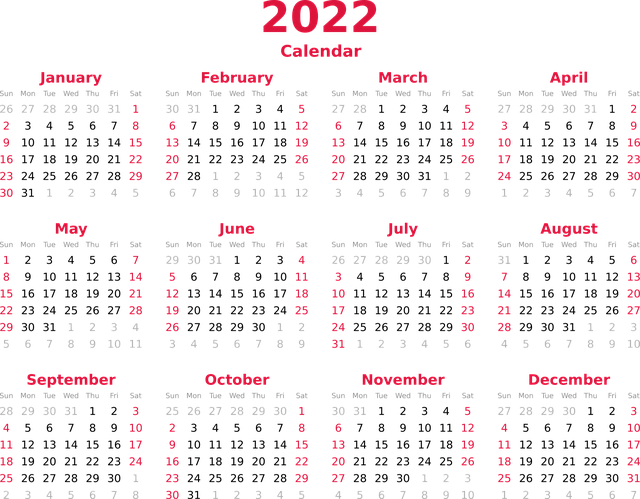 2022
Calendar
January
Sun Mon Tue Wed Thu Fri Sat
26 27 28 29 30 31 1
2 3 4 5 6 7 8
9 10 11 12 13 14 15
16 17 18 19 20 21 22
23 24 25 26 27 28 29
30 31 1 2 3 4 5
February
Sun Mon Tue Wed Thu Fri Sat
30 31 1 2 3 4 5
6 7 8 9 10 11 12
13 14 15 16 17 18 19
20 21 22 23 24 25 26
27 28 1 2 3 4 5
6 7 8 9 10 11 12
March
Sun Mon Tue Wed Thu Fri Sat
27 28 1 2 3 4 5
6 7 8 9 10 11 12
13 14 15 16 17 18 19
20 21 22 23 24 25 26
27 28 29 30 31 1 2
3 4 5 6 7 8 9
April
Sun Mon Tue Wed Thu Fri Sat
27 28 29 30 31 1 2
3 4 5 6 7 8 9
10 11 12 13 14 15 16
17 18 19 20 21 22 23
24 25 26 27 28 29 30
1 2 3 4 5 6 7
May
Sun Mon Tue Wed Thu Fri Sat
1 2 3 4 5 6 7
8 9 10 11 12 13 14
15 16 17 18 19 20 21
22 23 24 25 26 27 28
29 30 31 1 2 3 4
5 6 7 8 9 10 11
June
Sun Mon Tue Wed Thu Fri Sat
29 30 31 1 2 3 4
5 6 7 8 9 10 11
12 13 14 15 16 17 18
19 20 21 22 23 24 25
26 27 28 29 30 1 2
3 4 5 6 7 8 9
July
Sun Mon Tue Wed Thu Fri Sat
26 27 28 29 30 1 2
3 4 5 6 7 8 9
10 11 12 13 14 15 16
17 18 19 20 21 22 23
24 25 26 27 28 29 30
31 1 2 3 4 5 6
August
Sun Mon Tue Wed Thu Fri Sat
31 1 2 3 4 5 6
7 8 9 10 11 12 13
14 15 16 17 18 19 20
21 22 23 24 25 26 27
28 29 30 31 1 2 3
4 5 6 7 8 9 10
September
Sun Mon Tue Wed Thu Fri Sat
28 29 30 31 1 2 3
4 5 6 7 8 9 10
11 12 13 14 15 16 17
18 19 20 21 22 23 24
25 26 27 28 29 30 1
2 3 4 5 6 7 8
October
Sun Mon Tue Wed Thu Fri Sat
25 26 27 28 29 30 1
2 3 4 5 6 7 8
9 10 11 12 13 14 15
16 17 18 19 20 21 22
23 24 25 26 27 28 29
30 31 1 2 3 4 5
November
Sun Mon Tue Wed Thu Fri Sat
30 31 1 2 3 4 5
6 7 8 9 10 11 12
13 14 15 16 17 18 19
20 21 22 23 24 25 26
27 28 29 30 1 2 3
4 5 6 7 8 9 10
December
Sun Mon Tue Wed Thu Fri Sat
27 28 29 30 1 2 3
4 5 6 7 8 9 10
11 12 13 14 15 16 17
18 19 20 21 22 23 24
25 26 27 28 29 30 31
1 2 3 4 5 6 7